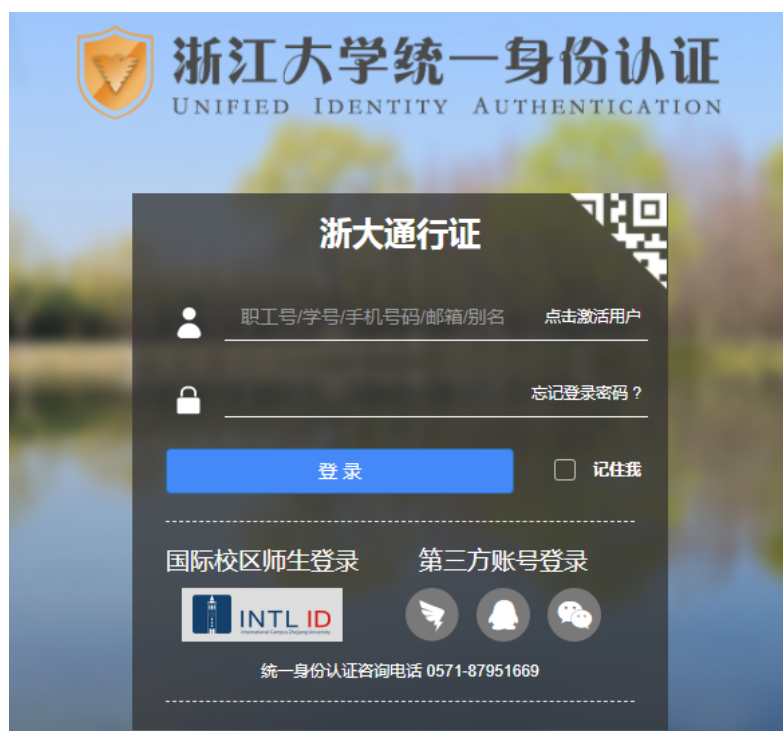 浙江大学统一身份认证
UNIFIED IDENTITY AUTHENTICATION
浙大通行证
职工号/学号/手机号码/邮箱/别名 点击激活用户
忘记登录密码？
登录 记住我
国际校区师生登录 第三方账号登录
INTL ID
International Campus Zhejiang University
统一身份认证咨询电话 0571-87951669